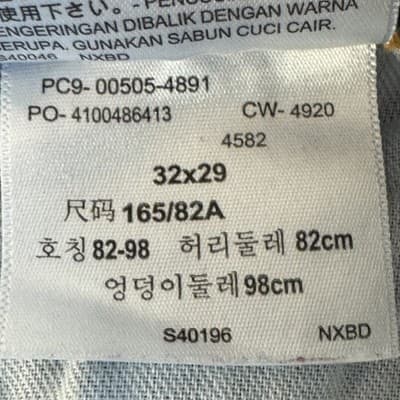 使用下さい。
ENGERINGAN DIBALIK DENGAN WARNA
ERUPA. GUNAKAN SABUN CUCI CAIR.
S40046 NXBD
PC9- 00505-4891
PO- 4100486413 CW- 4920
4582
32x29
尺码 165/82A
호칭 82-98 허리둘레 82cm
엉덩이둘레 98cm
S40196 NXBD